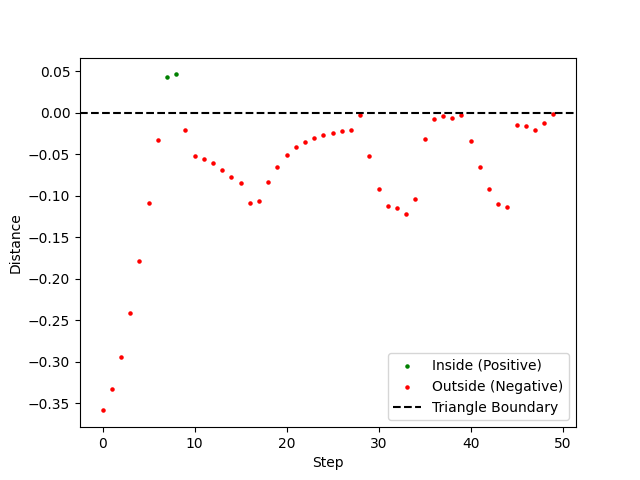 0.05
0.00
−0.05
−0.10
−0.15
−0.20
−0.25
−0.30
−0.35
Distance
0 10 20 30 40 50
Step
Inside (Positive)
Outside (Negative)
Triangle Boundary